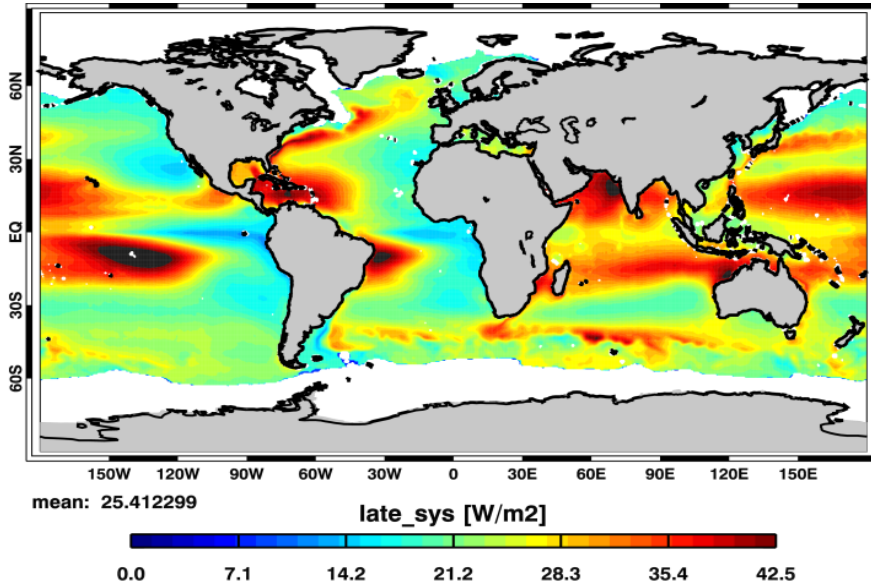 60N
30N
EQ
30S
60S
150W 120W 90W 60W 30W 0 30E 60E 90E 120E 150E
mean: 25.412299
late_sys [W/m2]
0.0 7.1 14.2 21.2 28.3 35.4 42.5